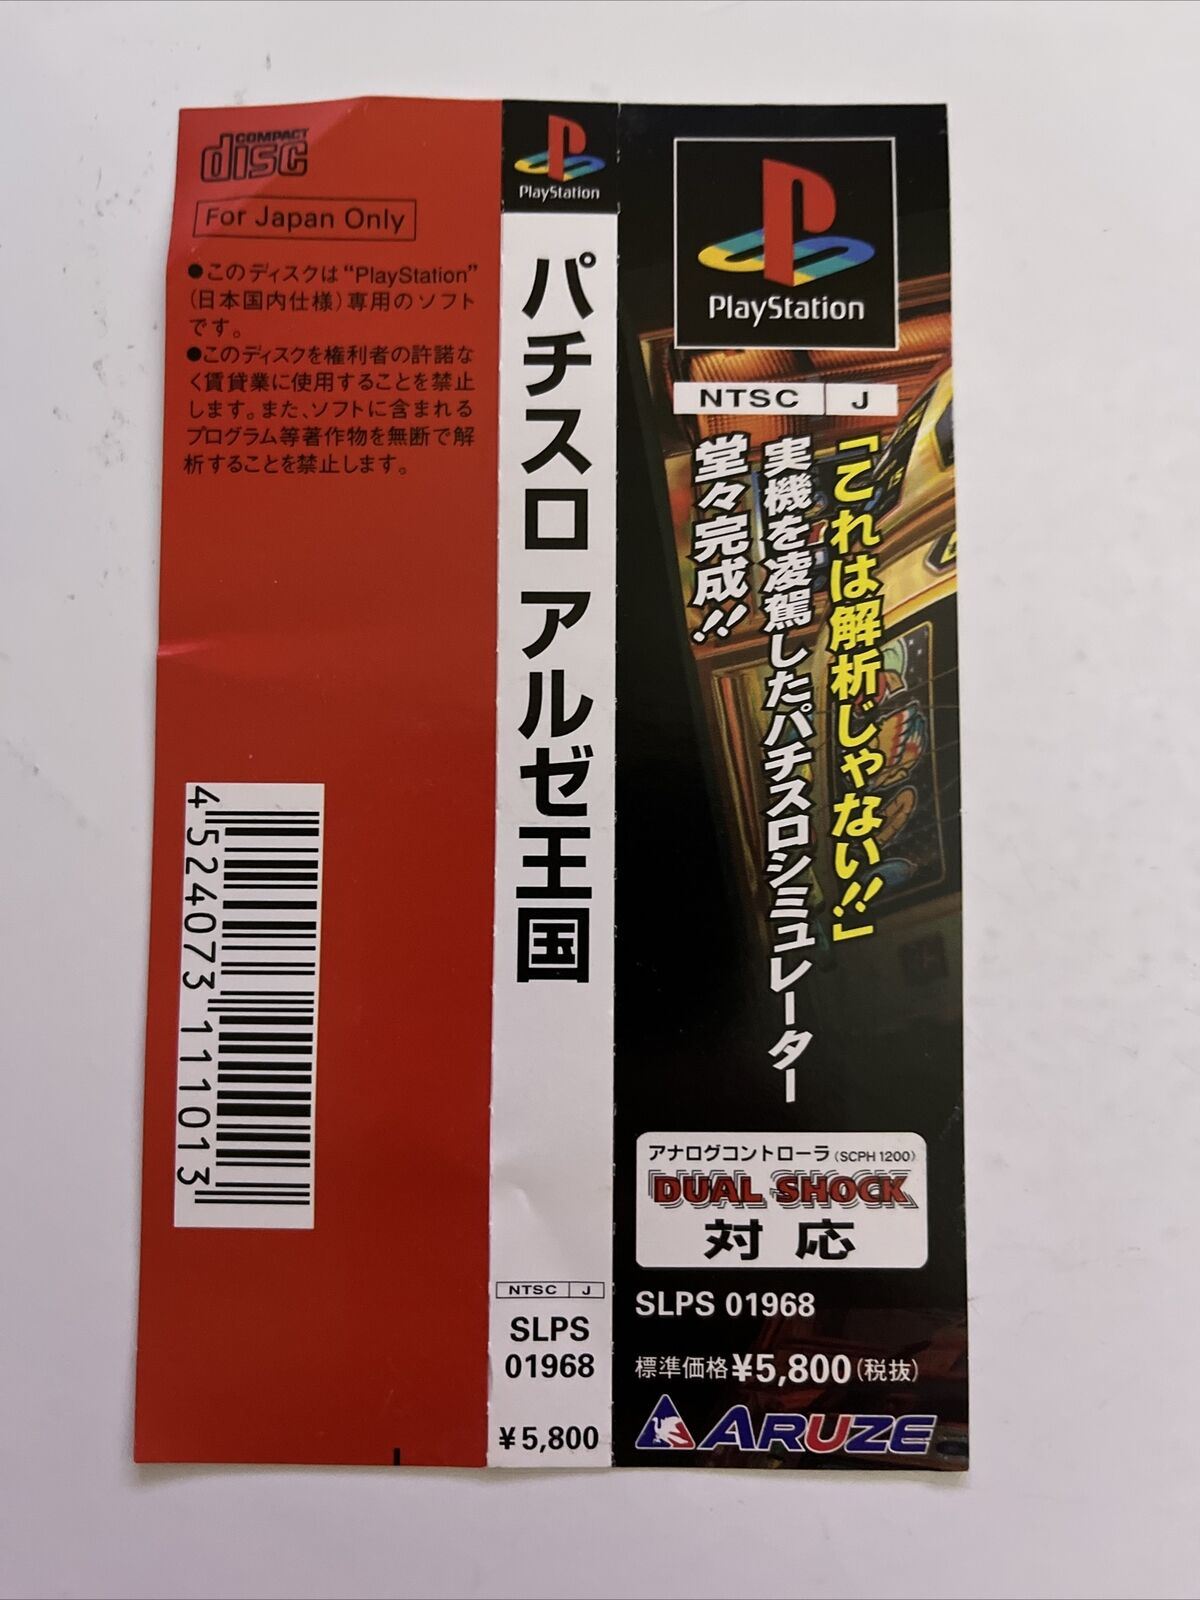 COMPACT
disc
For Japan Only
●このディスクは“PlayStation”
(日本国内仕様)専用のソフト
です。
●このディスクを権利者の許諾な
く賃貸業に使用することを禁止
します。また、ソフトに含まれる
プログラム等著作物を無断で解
析することを禁止します。
4524073111013
PlayStation
パチスロ アルゼ王国
NTSC J
SLPS
01968
¥5,800
PlayStation
NTSC J
「これは解析じゃない!!」
実機を凌駕したパチスロシミュレーター
堂々完成!!
アナログコントローラ(SCPH 1200)
DUAL SHOCK
対応
SLPS 01968
標準価格¥5,800(税抜)
ARUZE